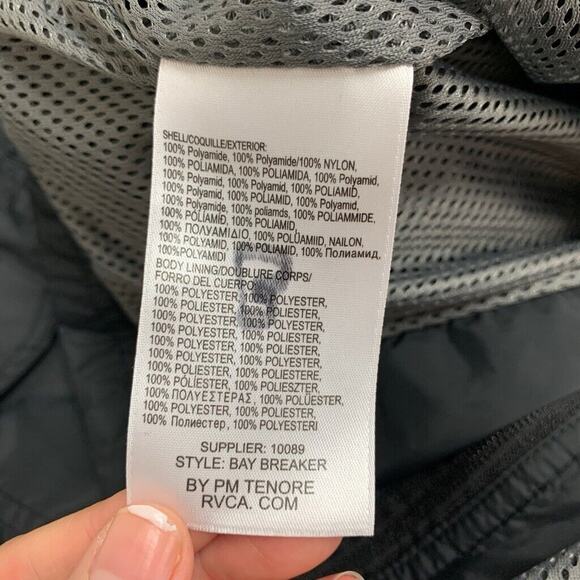 SHELL/COQUILLE/EXTERIOR:
100% Polyamide, 100% Polyamide/100% NYLON,
100% POLIAMIDA, 100% POLIAMIDA, 100% Polyamid,
100% Polyamid, 100% Polyamid, 100% POLIAMID,
100% Polyamid, 100% POLIAMID, 100% Polyamid,
100% Polyamide, 100% poliamds, 100% POLIAMMIDE,
100% POLIAMID, 100% POLIAMID,
100% ΠΟΛΥΑΜΙΔΙΟ, 100% POLÜAMIID, NAILON,
100% POLYAMID, 100% POLIAMID, 100% Полиамид,
100%POLYAMIDI
BODY LINING/DOUBLURE CORPS/
FORRO DEL CUERPO:
100% POLYESTER, 100% POLYESTER,
100% POLYESTER, 100% POLYESTER,
100% POLYESTER, 100% POLIESTER,
100% POLYESTER, 100% POLIESTER,
100% POLYESTER, 100% POLIESTER,
100% POLYESTER, 100% POLIESTERE,
100% POLIESTER, 100% POLIESZTER,
100% ΠΟΛΥΕΣΤΕΡΑΣ, 100% POLÜESTER,
100% POLYESTER, 100% POLYESTER,
100% Полиестер, 100% POLYESTERI
SUPPLIER: 10089
STYLE: BAY BREAKER
BY PM TENORE
RVCA. COM